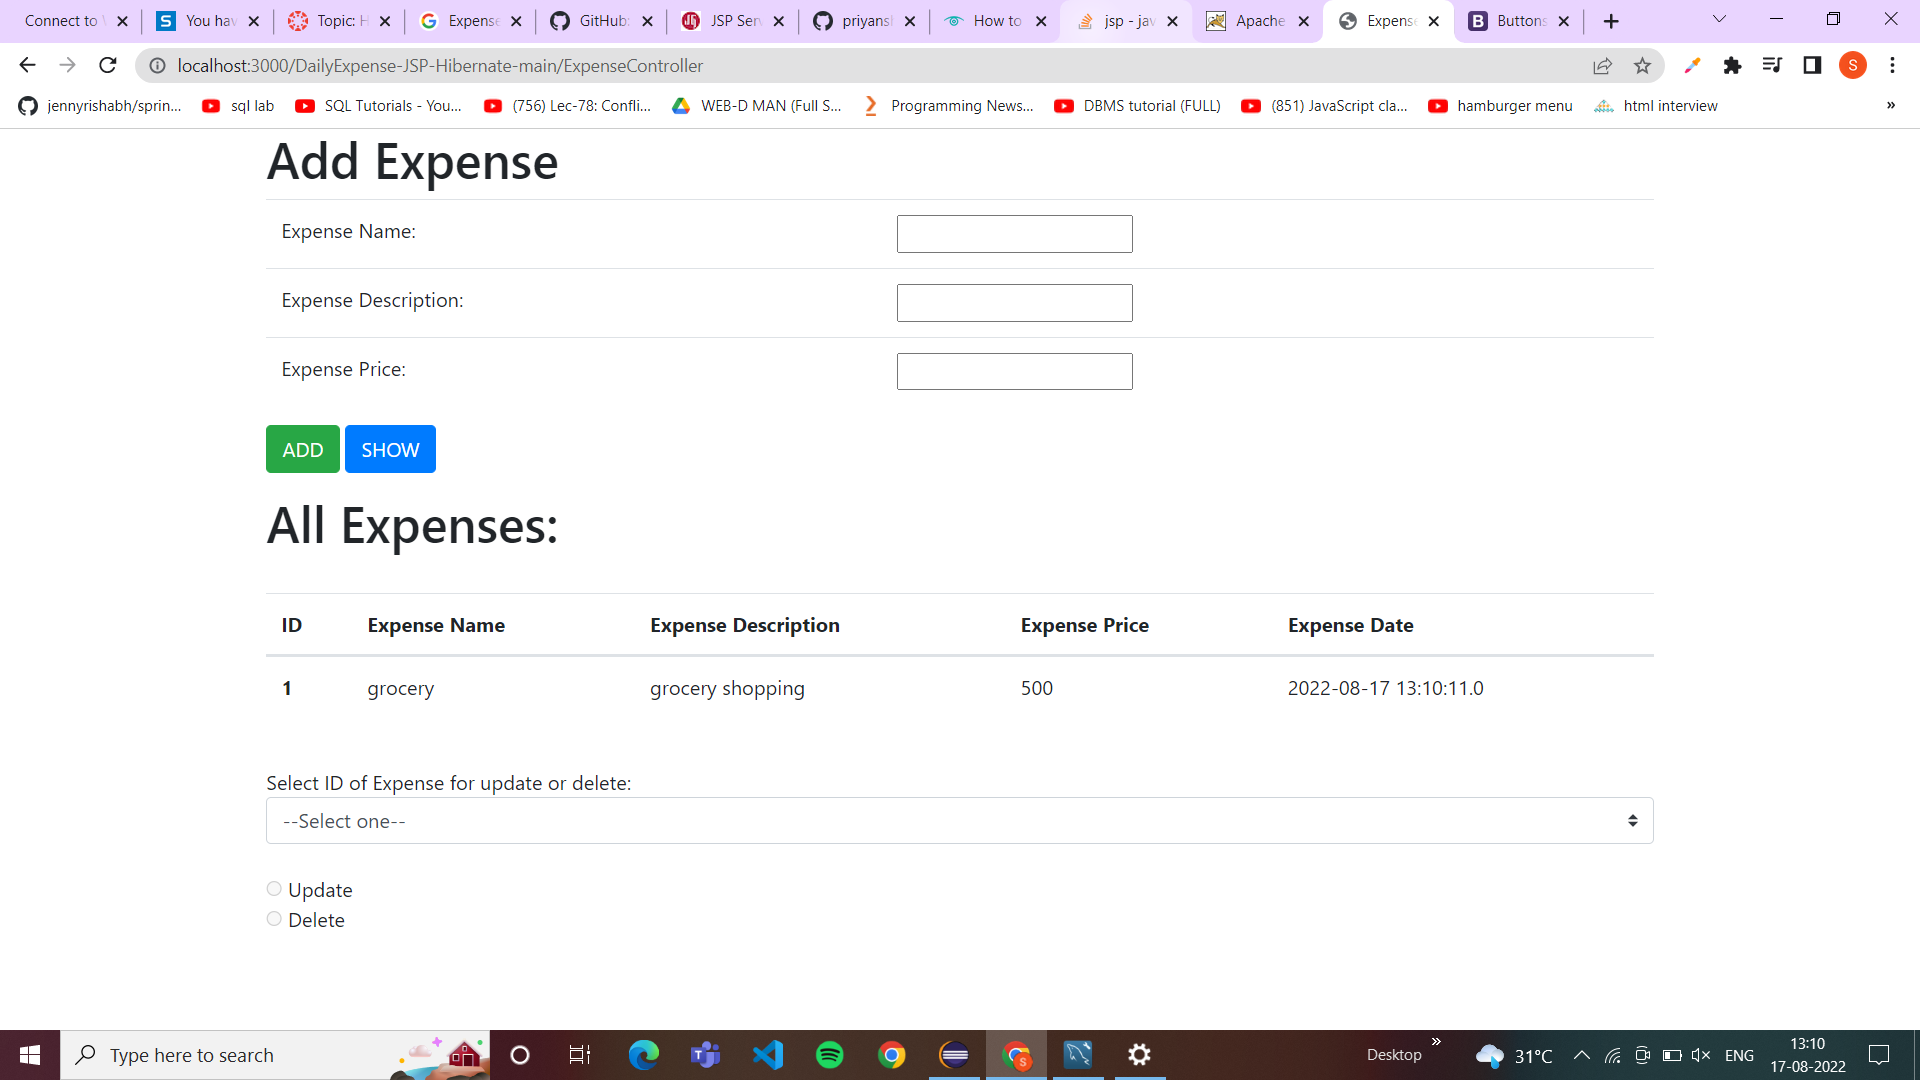 Connect to
You hav
Topic: H
Expense
GitHub:
JSP Serv
priyansl
How to
jsp - jav
Apache
Expense
Buttons
localhost:3000/DailyExpense-JSP-Hibernate-main/ExpenseController
S
jennyrishabh/sprin...
sql lab
SQL Tutorials - You...
(756) Lec-78: Confli...
WEB-D MAN (Full S...
Programming News...
DBMS tutorial (FULL)
(851) JavaScript cla...
hamburger menu
html interview
»
Add Expense
Expense Name:
Expense Description:
Expense Price:
ADD SHOW
All Expenses:
ID Expense Name Expense Description Expense Price Expense Date
1 grocery grocery shopping 500 2022-08-17 13:10:11.0
Select ID of Expense for update or delete:
--Select one--
Update
Delete
Type here to search
Desktop »
31°C
ENG
13:10
17-08-2022